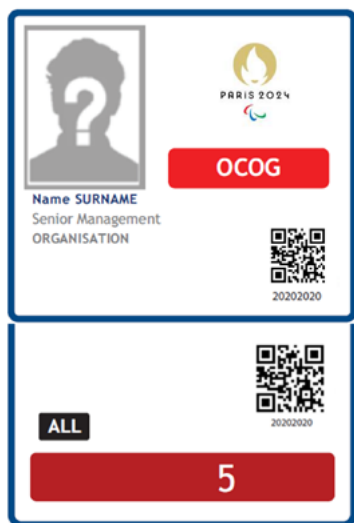 ?
PARIS 2024
OCOG
Name SURNAME
Senior Management
ORGANISATION
20202020
20202020
ALL
5